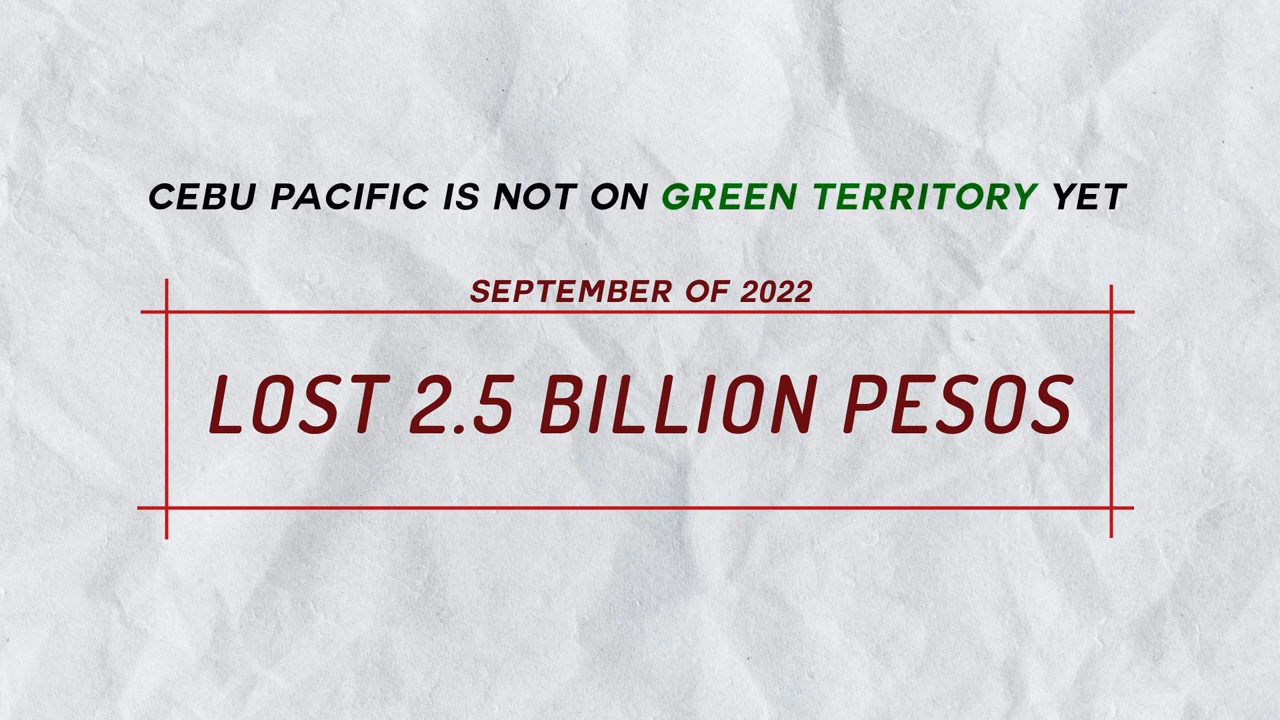 CEBU PACIFIC IS NOT ON GREEN TERRITORY YET
SEPTEMBER OF 2022
LOST 2.5 BILLION PESOS